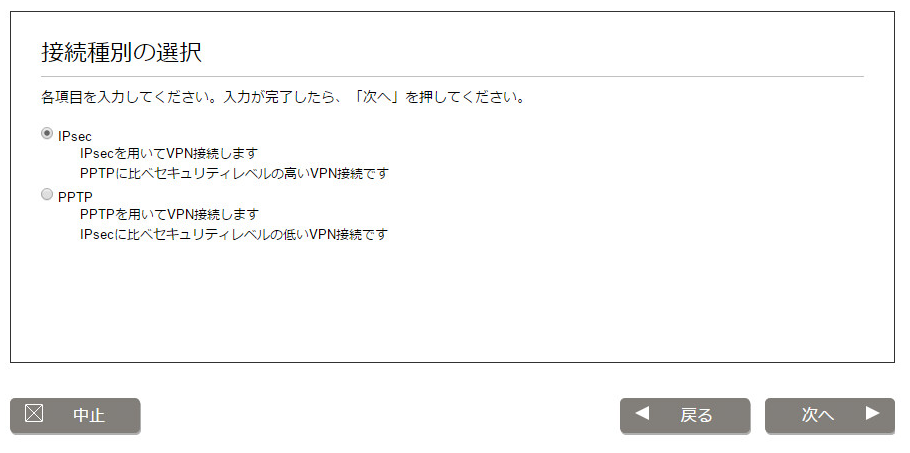 接続種別の選択
各項目を入力してください。入力が完了したら、「次へ」を押してください。
IPsec
IPsecを用いてVPN接続します
PPTPに比べセキュリティレベルの高いVPN接続です
PPTP
PPTPを用いてVPN接続します
IPsecに比べセキュリティレベルの低いVPN接続です
中止
戻る
次へ